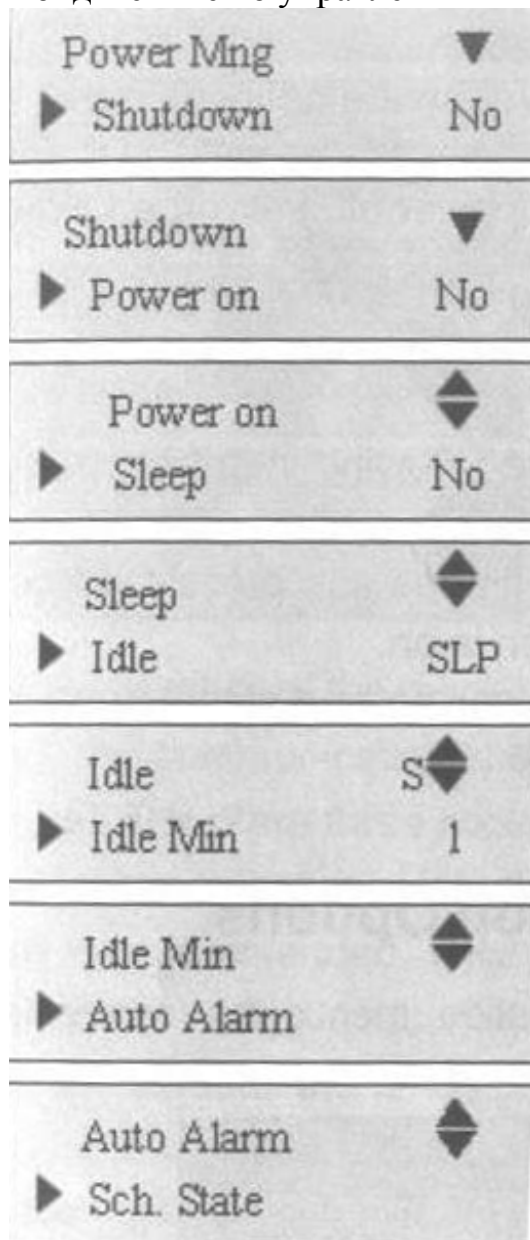 Power Mng ▼
▶ Shutdown No
Shutdown ▼
▶ Power on No
Power on
▶ Sleep No
Sleep
▶ Idle SLP
Idle S
▶ Idle Min 1
Idle Min
▶ Auto Alarm
Auto Alarm
▶ Sch. State